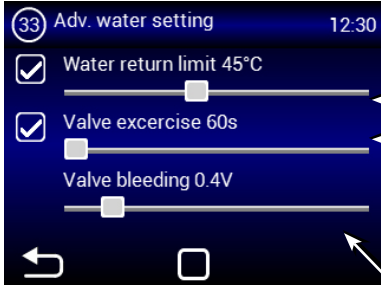 33 Adv. water setting 12:30
Water return limit 45°C
Valve excercise 60s
Valve bleeding 0.4V